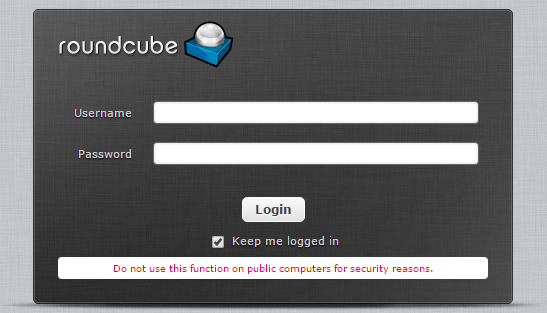 roundcube
Username
Password
Login
Keep me logged in
Do not use this function on public computers for security reasons.